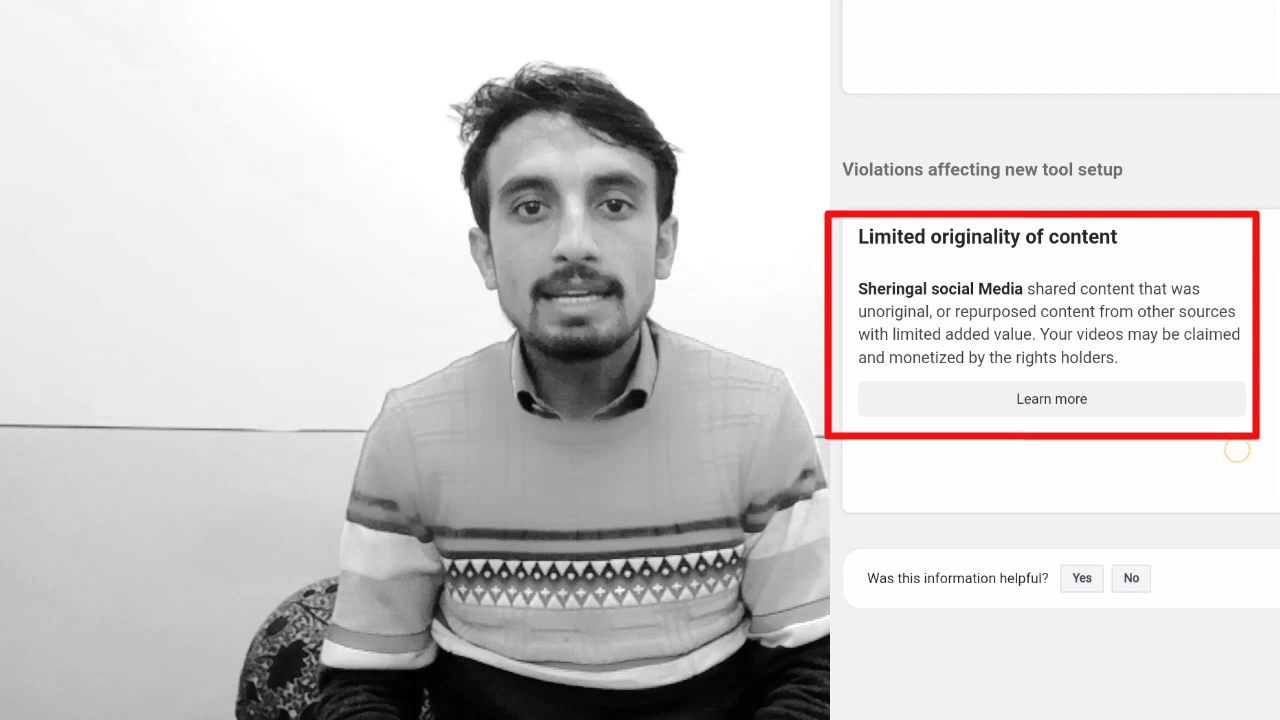 Violations affecting new tool setup
Limited originality of content
Sheringal social Media shared content that was
unoriginal, or repurposed content from other sources
with limited added value. Your videos may be claimed
and monetized by the rights holders.
Learn more
Was this information helpful? Yes No